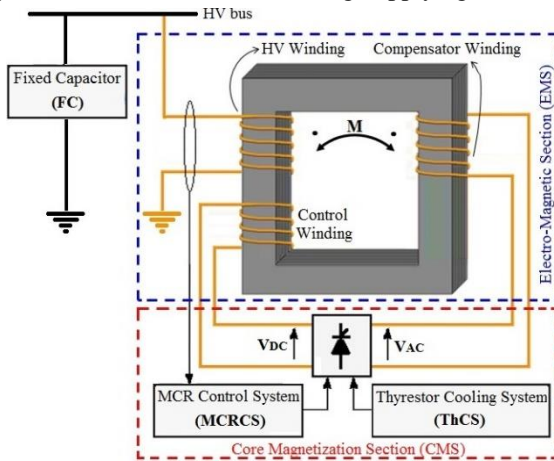 HV bus
HV Winding
Compensator Winding
Fixed Capacitor
(FC)
M
Control
Winding
Electro-Magnetic Section (EMS)
VDC
VAC
MCR Control System
(MCRCS)
Thyrestor Cooling System
(ThCS)
Core Magnetization Section (CMS)